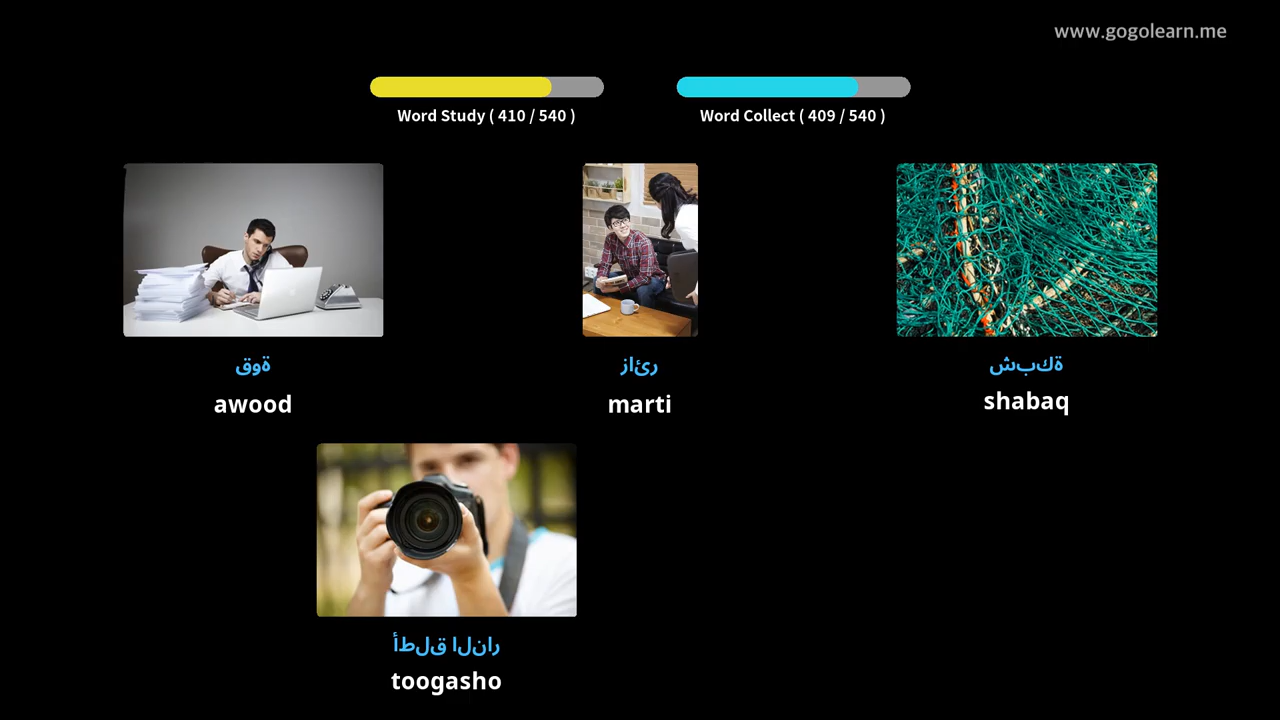 www.gogolearn.me
Word Study ( 410 / 540 )
Word Collect ( 409 / 540 )
ةوق
رئاز
ةكبش
awood
marti
shabaq
رانلا قلطأ
toogasho